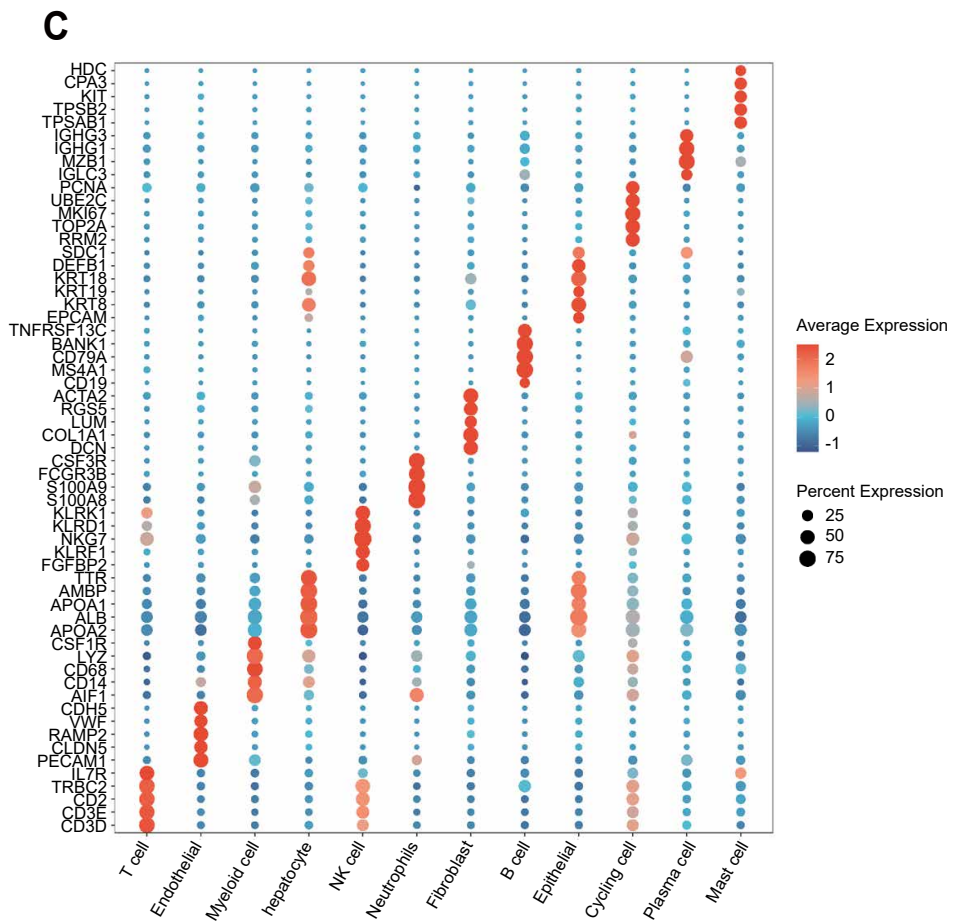 C
HDC
CPA3
KIT
TPSB2
TPSAB1
IGHG3
IGHG1
MZB1
IGLC3
PCNA
UBE2C
MKI67
TOP2A
RRM2
SDC1
DEFB1
KRT18
KRT19
KRT8
EPCAM
TNFRSF13C
BANK1
CD79A
MS4A1
CD19
ACTA2
RGS5
LUM
COL1A1
DCN
CSF3R
FCGR3B
S100A9
S100A8
KLRK1
KLRD1
NKG7
KLRF1
FGFBP2
TTR
AMBP
APOA1
ALB
APOA2
CSF1R
LYZ
CD68
CD14
AIF1
CDH5
VWF
RAMP2
CLDN5
PECAM1
IL7R
TRBC2
CD2
CD3E
CD3D
T cell
Endothelial
Myeloid cell
hepatocyte
NK cell
Neutrophils
Fibroblast
B cell
Epithelial
Cycling cell
Plasma cell
Mast cell
Average Expression
2
1
0
-1
Percent Expression
25
50
75